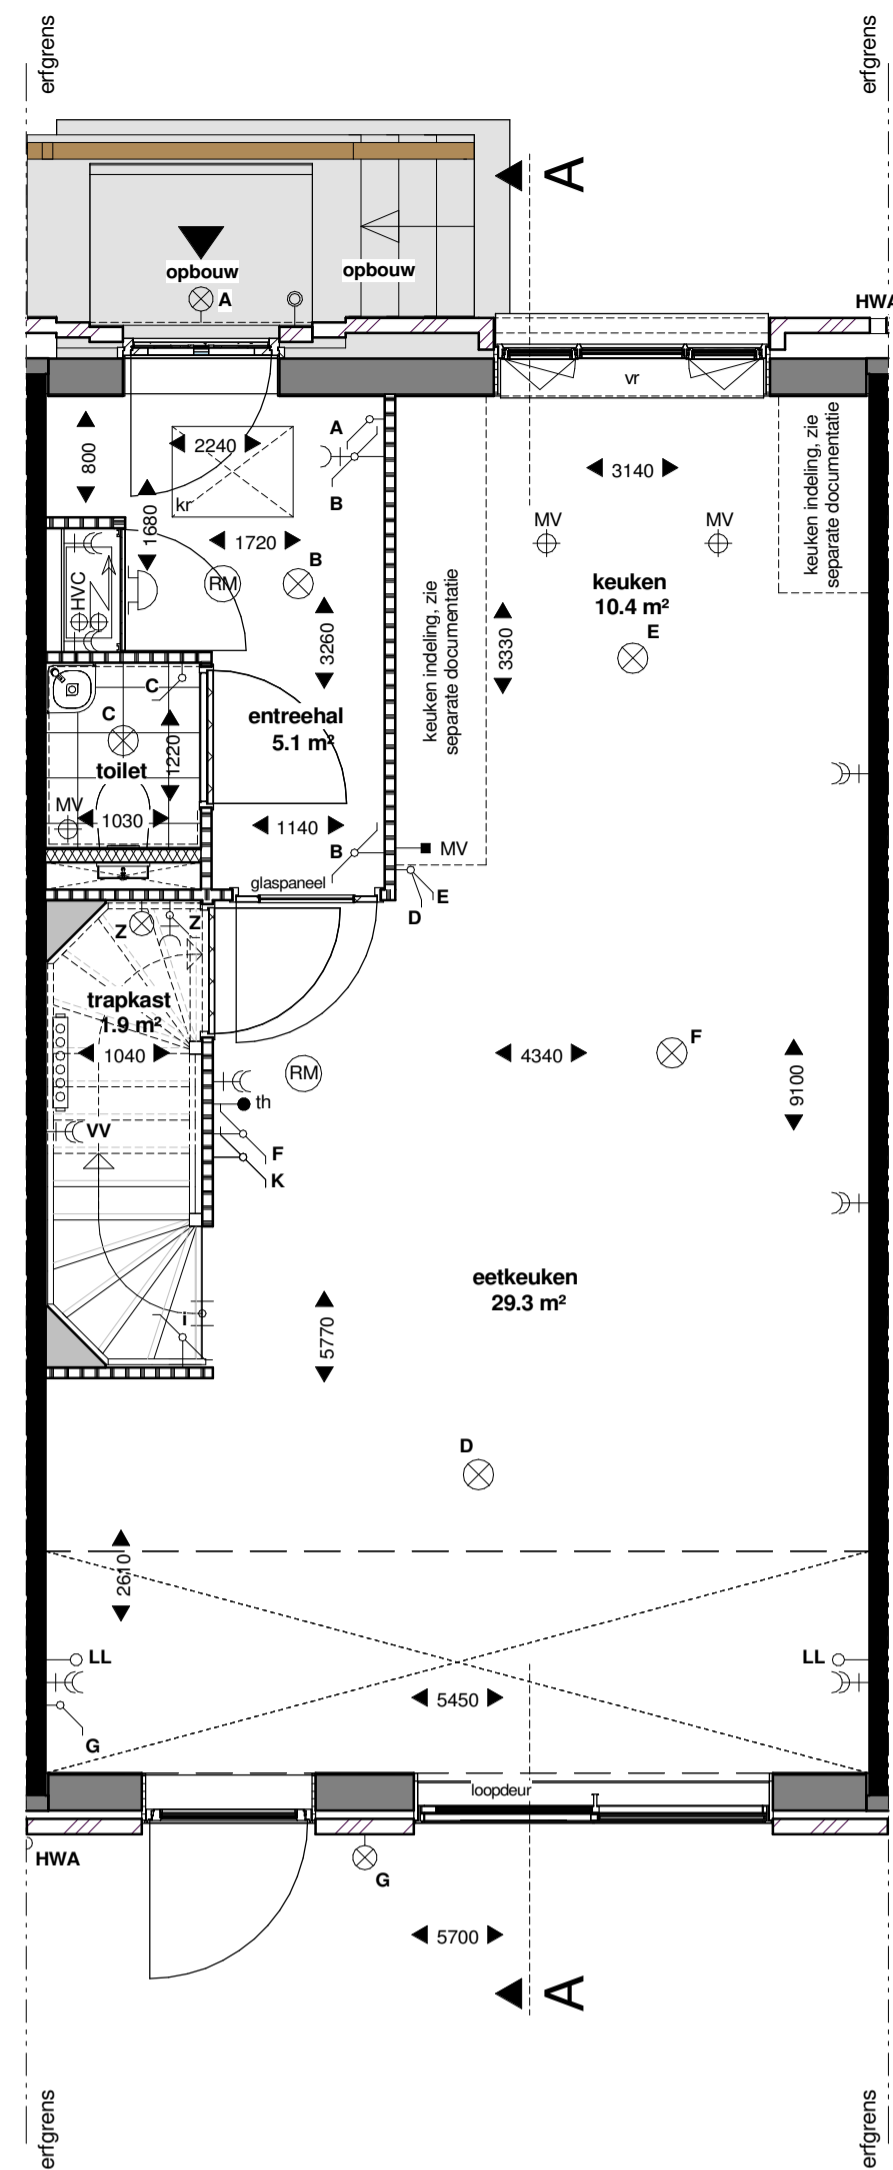 erfgrens
erfgrens
A
opbouw
opbouw
A
HWA
vr
800
2240
A
B
kr
1680
1720
B
RM
HVC
3260
3140
MV
MV
keuken indeling, zie
separate documentatie
keuken
10.4 m²
E
keuken indeling, zie
separate documentatie
3330
C
C
entreehal
5.1 m²
1220
toilet
MV
1030
1140
B
MV
glaspaneel
E
D
Z
Z
trapkast
1.9 m²
1040
RM
4340
F
9100
th
VV
F
K
eetkeuken
29.3 m²
i
5770
D
2610
LL
LL
5450
G
loopdeur
HWA
G
5700
A
erfgrens
erfgrens